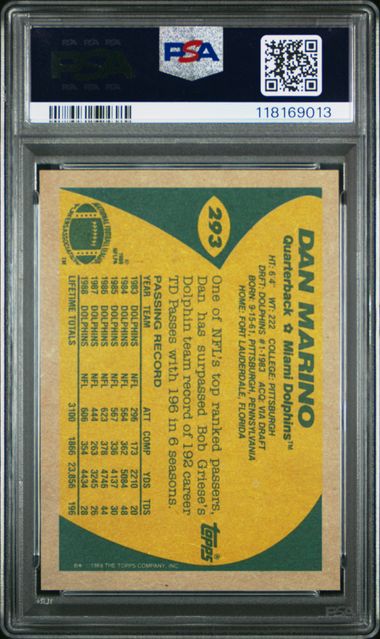 PSA
PSA
118169013
293
DAN MARINO
Quarterback ☆ Miami Dolphins™
HT: 6'4" WT: 222 COLLEGE: PITTSBURGH
DRFT: DOLPHINS #1-1983 ACQ: VIA DRAFT
BORN: 9-15-61, PITTSBURGH, PENNSYLVANIA
HOME: FORT LAUDERDALE, FLORIDA
One of NFL's top ranked passers,
Dan has surpassed Bob Griese's
Dolphin team record of 192 career
TD Passes with 196 in 6 seasons.
PASSING RECORD
YEAR TEAM ATT COMP YDS TDS
1983 DOLPHINS NFL 296 173 2210 20
1984 DOLPHINS NFL 564 362 5084 48
1985 DOLPHINS NFL 567 336 4137 30
1986 DOLPHINS NFL 623 378 4746 44
1987 DOLPHINS NFL 444 263 3245 26
1988 DOLPHINS NFL 606 354 4434 28
LIFETIME TOTALS 3100 1866 23,856 196
topps
© 1989 THE TOPPS COMPANY, INC.